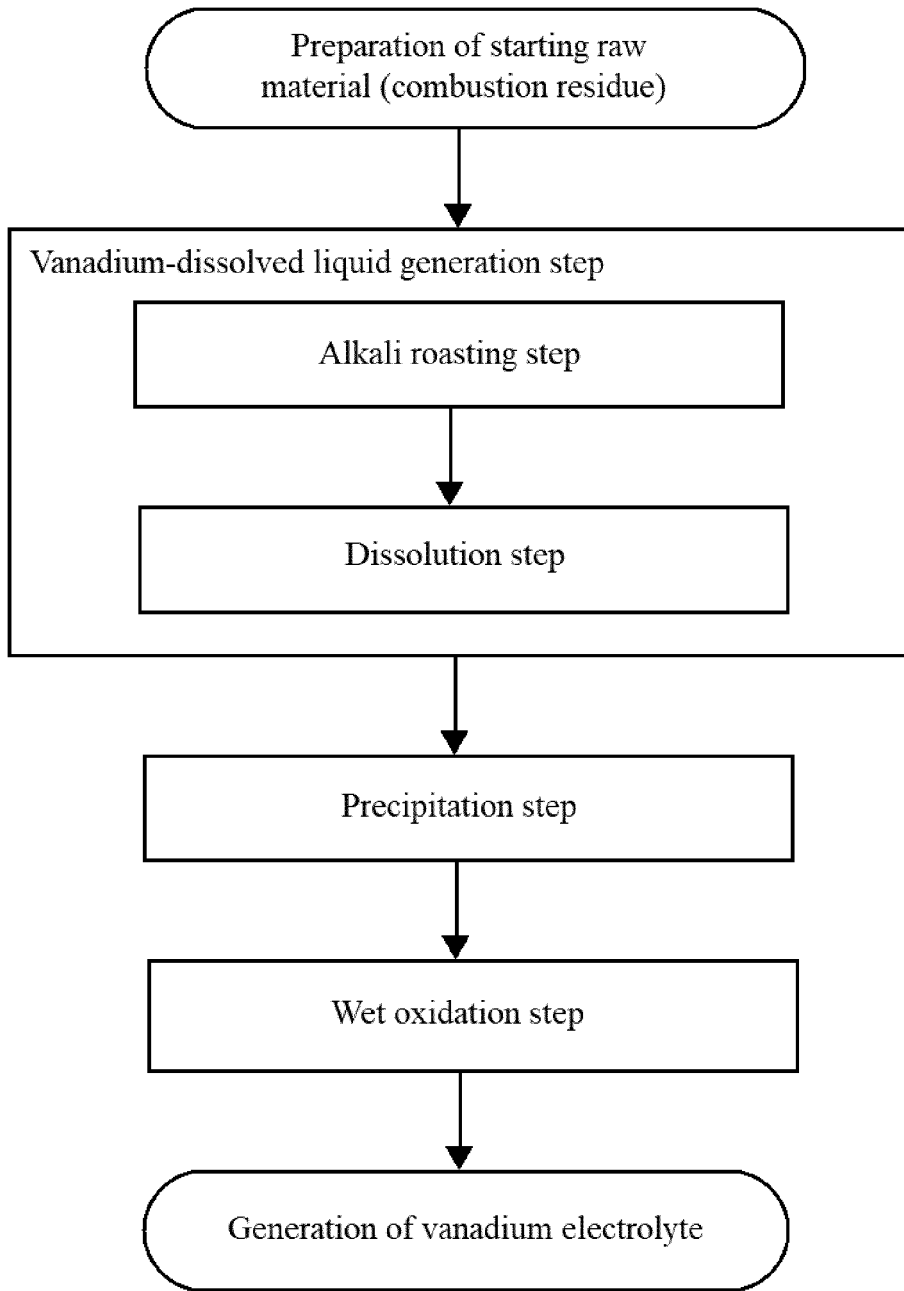 Preparation of starting raw
material (combustion residue)
Vanadium-dissolved liquid generation step
Alkali roasting step
Dissolution step
Precipitation step
Wet oxidation step
Generation of vanadium electrolyte